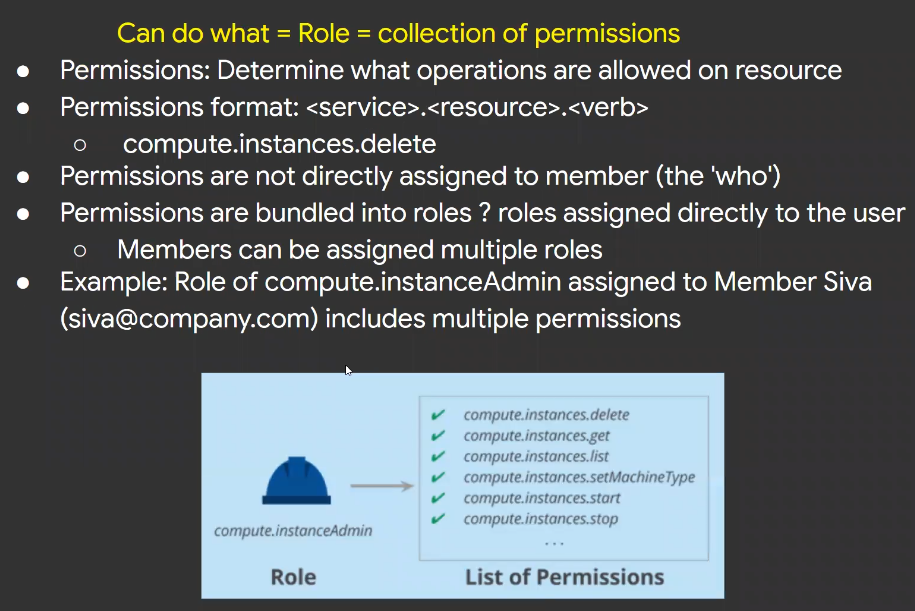 Can do what = Role = collection of permissions
● Permissions: Determine what operations are allowed on resource
● Permissions format: <service>.<resource>.<verb>
○ compute.instances.delete
● Permissions are not directly assigned to member (the 'who')
● Permissions are bundled into roles ? roles assigned directly to the user
○ Members can be assigned multiple roles
● Example: Role of compute.instanceAdmin assigned to Member Siva
(siva@company.com) includes multiple permissions
✔ compute.instances.delete
✔ compute.instances.get
✔ compute.instances.list
✔ compute.instances.setMachineType
✔ compute.instances.start
✔ compute.instances.stop
...
compute.instanceAdmin
Role
List of Permissions